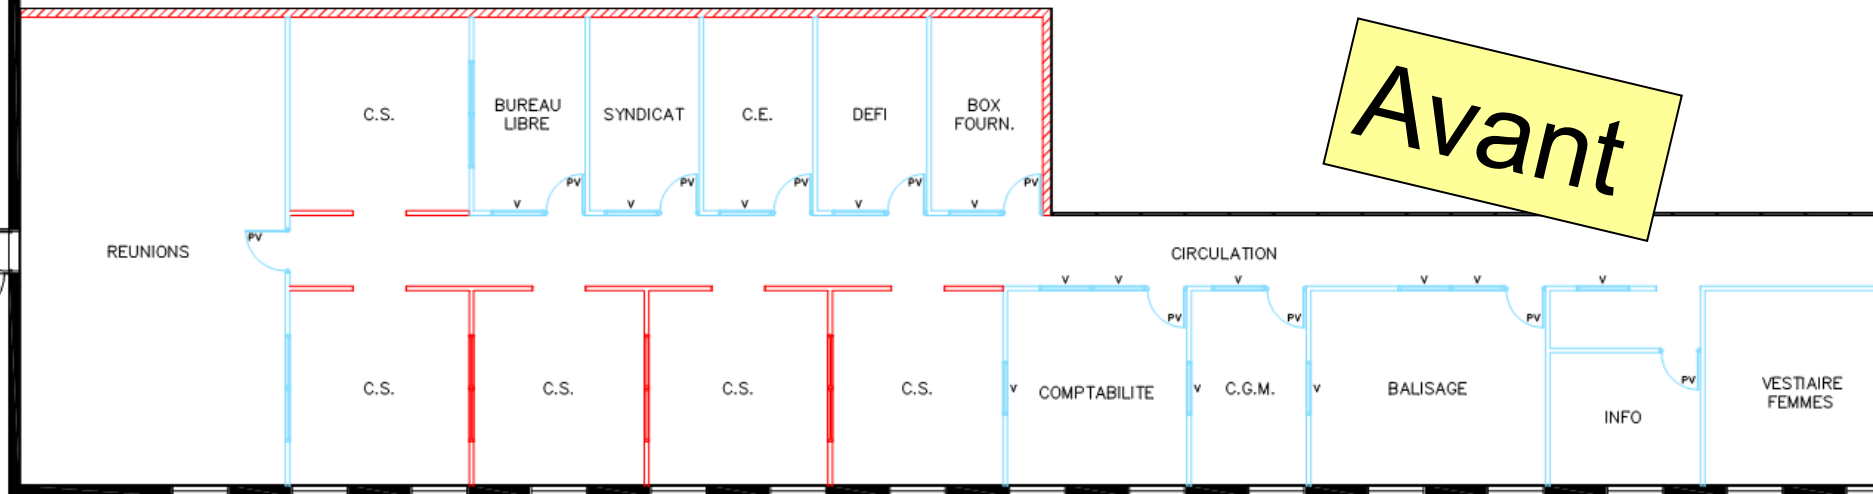 Avant
C.S.
BUREAU
LIBRE
SYNDICAT
C.E.
DEFI
BOX
FOURN.
PV
PV
PV
PV
PV
V
V
V
V
V
PV
REUNIONS
CIRCULATION
V
V
V
V
V
V
PV
PV
PV
PV
C.S.
C.S.
C.S.
C.S.
V
COMPTABILITE
V
C.G.M.
V
BALISAGE
INFO
VESTIAIRE
FEMMES